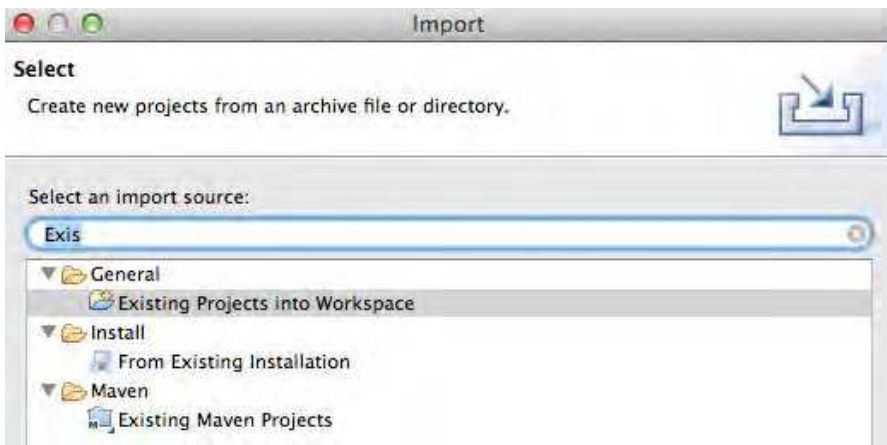 Import
Select
Create new projects from an archive file or directory.
Select an import source:
Exis
General
Existing Projects into Workspace
Install
From Existing Installation
Maven
Existing Maven Projects